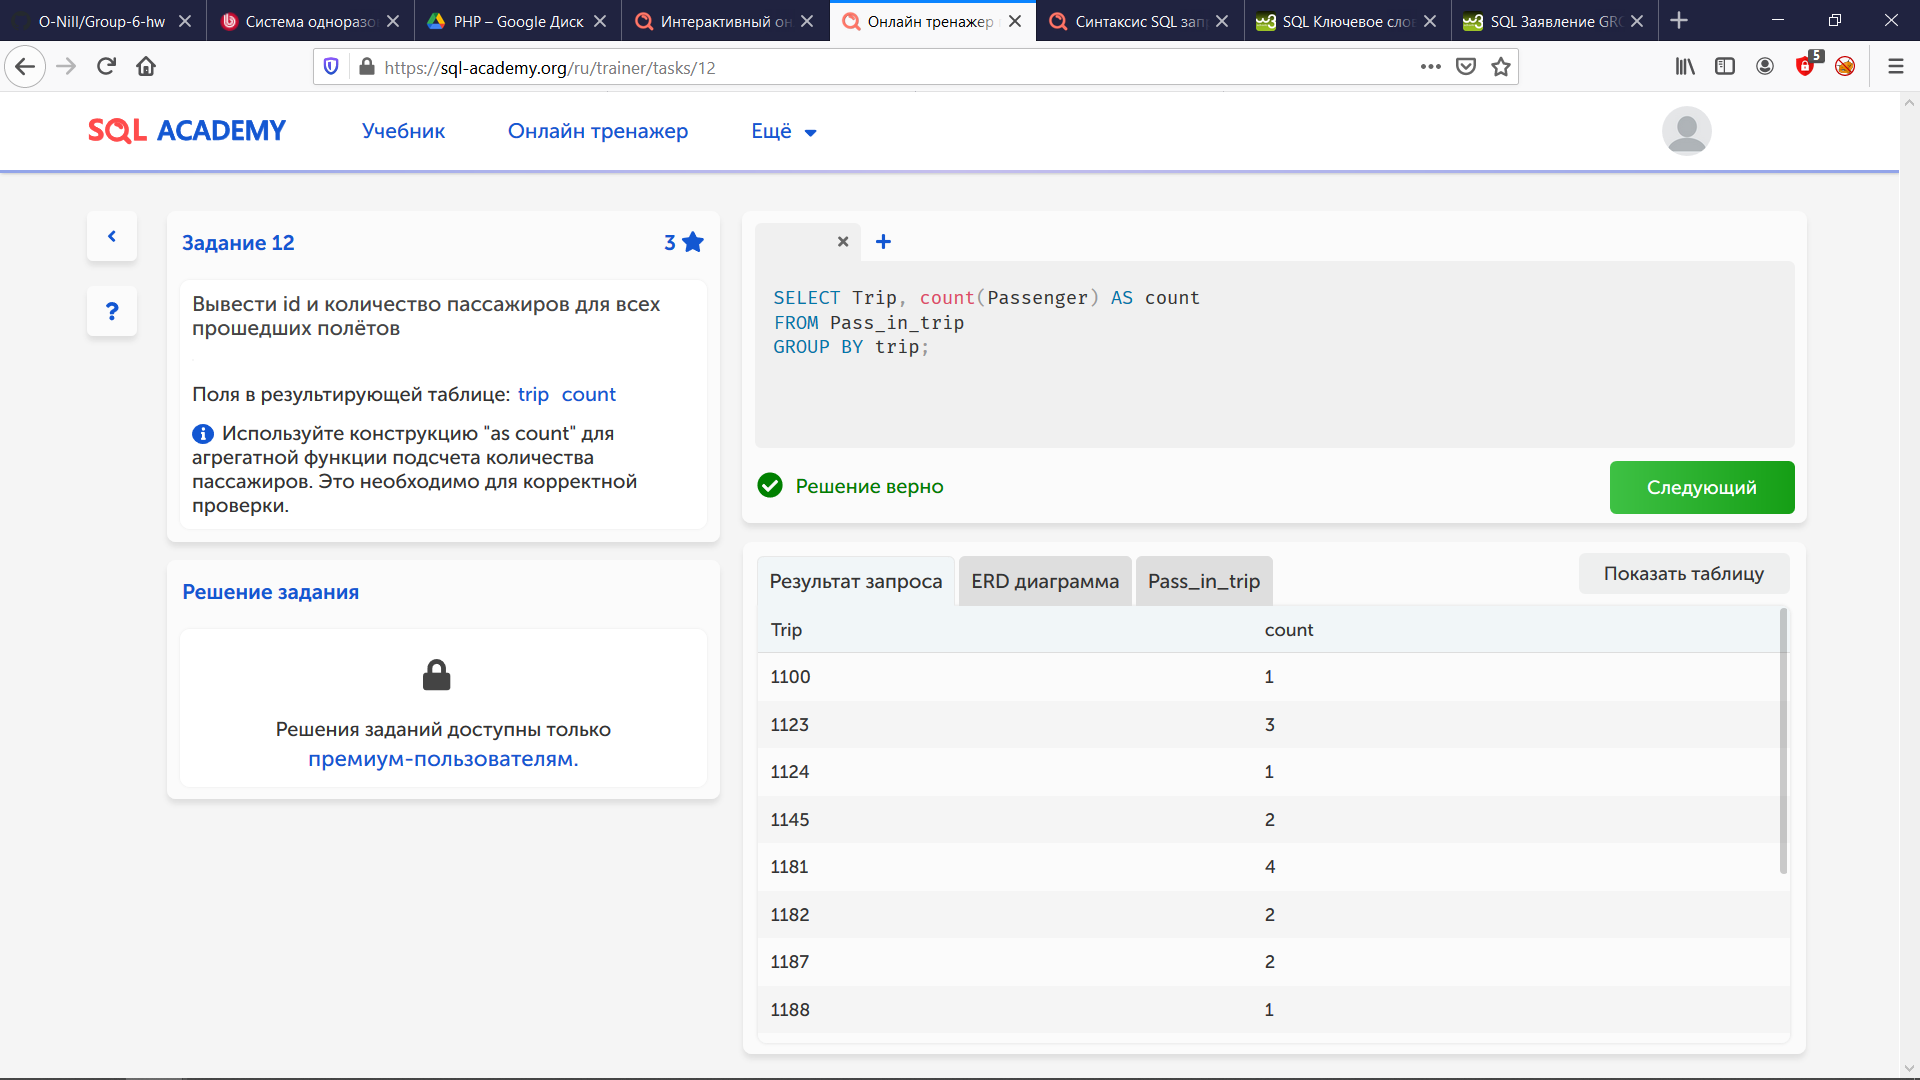 O-Nill/Group-6-hw
Система одноразо
PHP – Google Диск
Интерактивный он
Онлайн тренажер
Синтаксис SQL зап
SQL Ключевое сло
SQL Заявление GRO
https://sql-academy.org/ru/trainer/tasks/12
5
SQL ACADEMY
Учебник
Онлайн тренажер
Ещё
Задание 12
3
Вывести id и количество пассажиров для всех
прошедших полётов
Поля в результирующей таблице: trip count
Используйте конструкцию "as count" для
агрегатной функции подсчета количества
пассажиров. Это необходимо для корректной
проверки.
Решение задания
Решения заданий доступны только
премиум-пользователям.
SELECT Trip, count(Passenger) AS count
FROM Pass_in_trip
GROUP BY trip;
Решение верно
Следующий
Результат запроса
ERD диаграмма
Pass_in_trip
Показать таблицу
Trip count
1100 1
1123 3
1124 1
1145 2
1181 4
1182 2
1187 2
1188 1